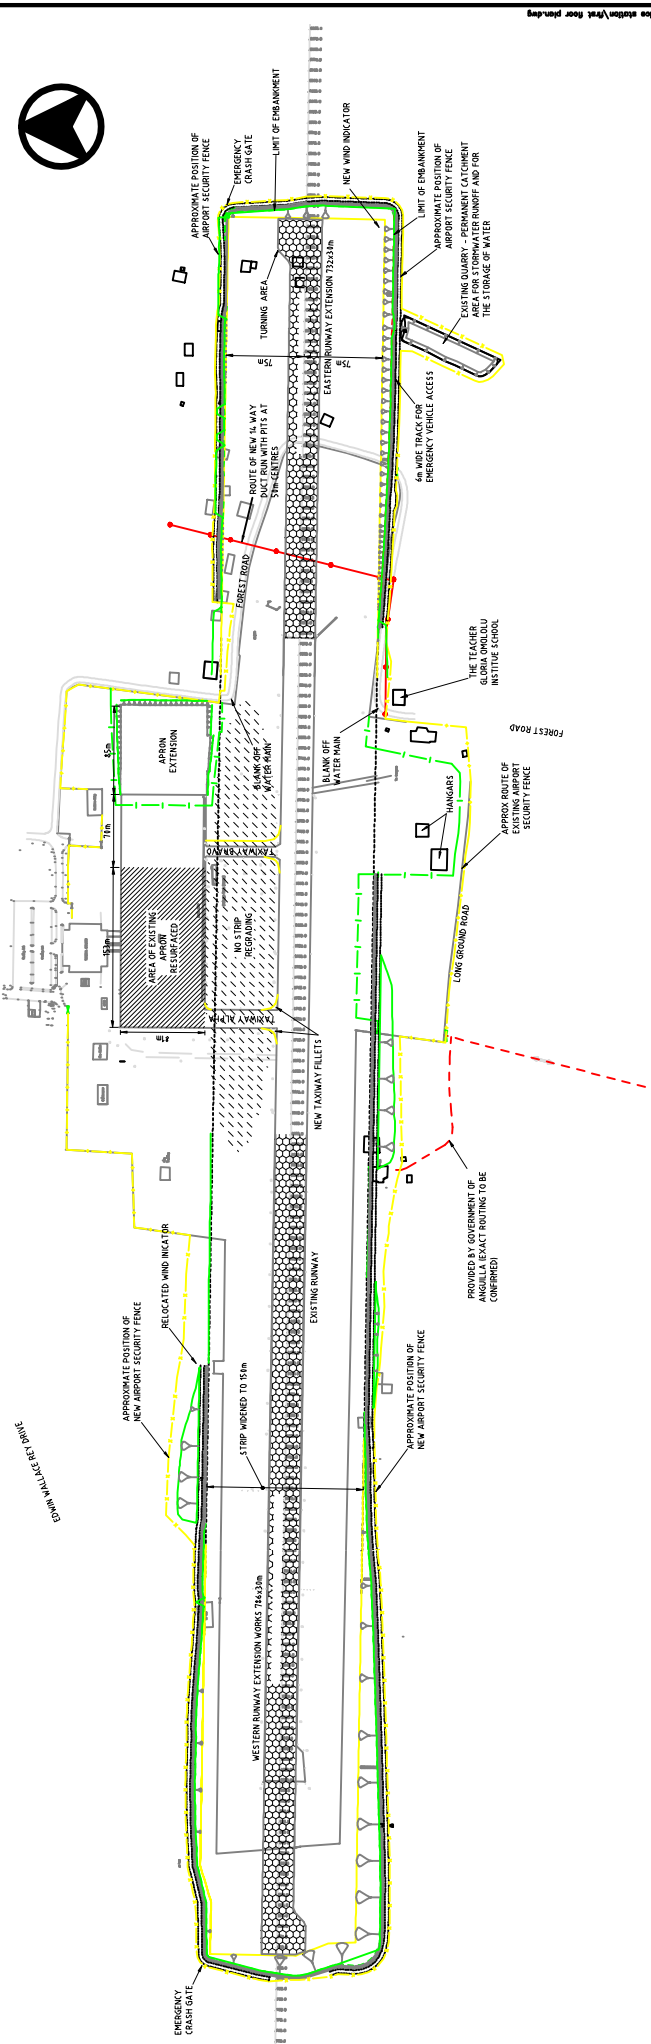 first floor plan.dwg
LIMIT OF EMBANKMENT
EMERGENCY
CRASH GATE
APPROXIMATE POSITION OF
AIRPORT SECURITY FENCE
NEW WIND INDICATOR
LIMIT OF EMBANKMENT
APPROXIMATE POSITION OF
AIRPORT SECURITY FENCE
EXISTING QUARRY - PERMANENT CATCHMENT
AREA FOR STORMWATER RUNOFF AND FOR
THE STORAGE OF WATER
TURNING AREA
EASTERN RUNWAY EXTENSION 732x30m
75m
75m
6m WIDE TRACK FOR
EMERGENCY VEHICLE ACCESS
ROUTE OF NEW 14 WAY
DUCT RUN WITH PITS AT
50m CENTRES
FOREST ROAD
THE TEACHER
GLORIA OMOLOLU
INSTITUE SCHOOL
FOREST ROAD
APRON
EXTENSION
85m
BLANK OFF
WATER MAIN
BLANK OFF
WATER MAIN
HANGARS
APPROX ROUTE OF
EXISTING AIRPORT
SECURITY FENCE
70m
TAXIWAY BRAVO
AREA OF EXISTING
APRON
RESURFACED
NO STRIP
REGRADING
LONG GROUND ROAD
TAXIWAY ALPHA
81m
NEW TAXIWAY FILLETS
PROVIDED BY GOVERNMENT OF
ANGUILLA (EXACT ROUTING TO BE
CONFIRMED)
RELOCATED WIND INICATOR
EXISTING RUNWAY
APPROXIMATE POSITION OF
NEW AIRPORT SECURITY FENCE
STRIP WIDENED TO 150m
APPROXIMATE POSITION OF
NEW AIRPORT SECURITY FENCE
EDWIN WALLACE REY DRIVE
WESTERN RUNWAY EXTENSION WORKS 786x30m
EMERGENCY
CRASH GATE